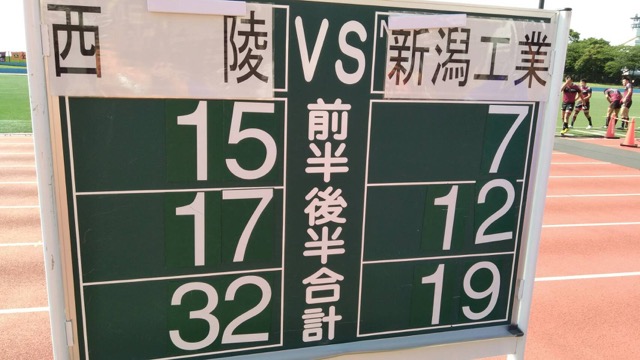 西陵 VS 新潟工業
15 前半 7
17 後半 12
32 合計 19